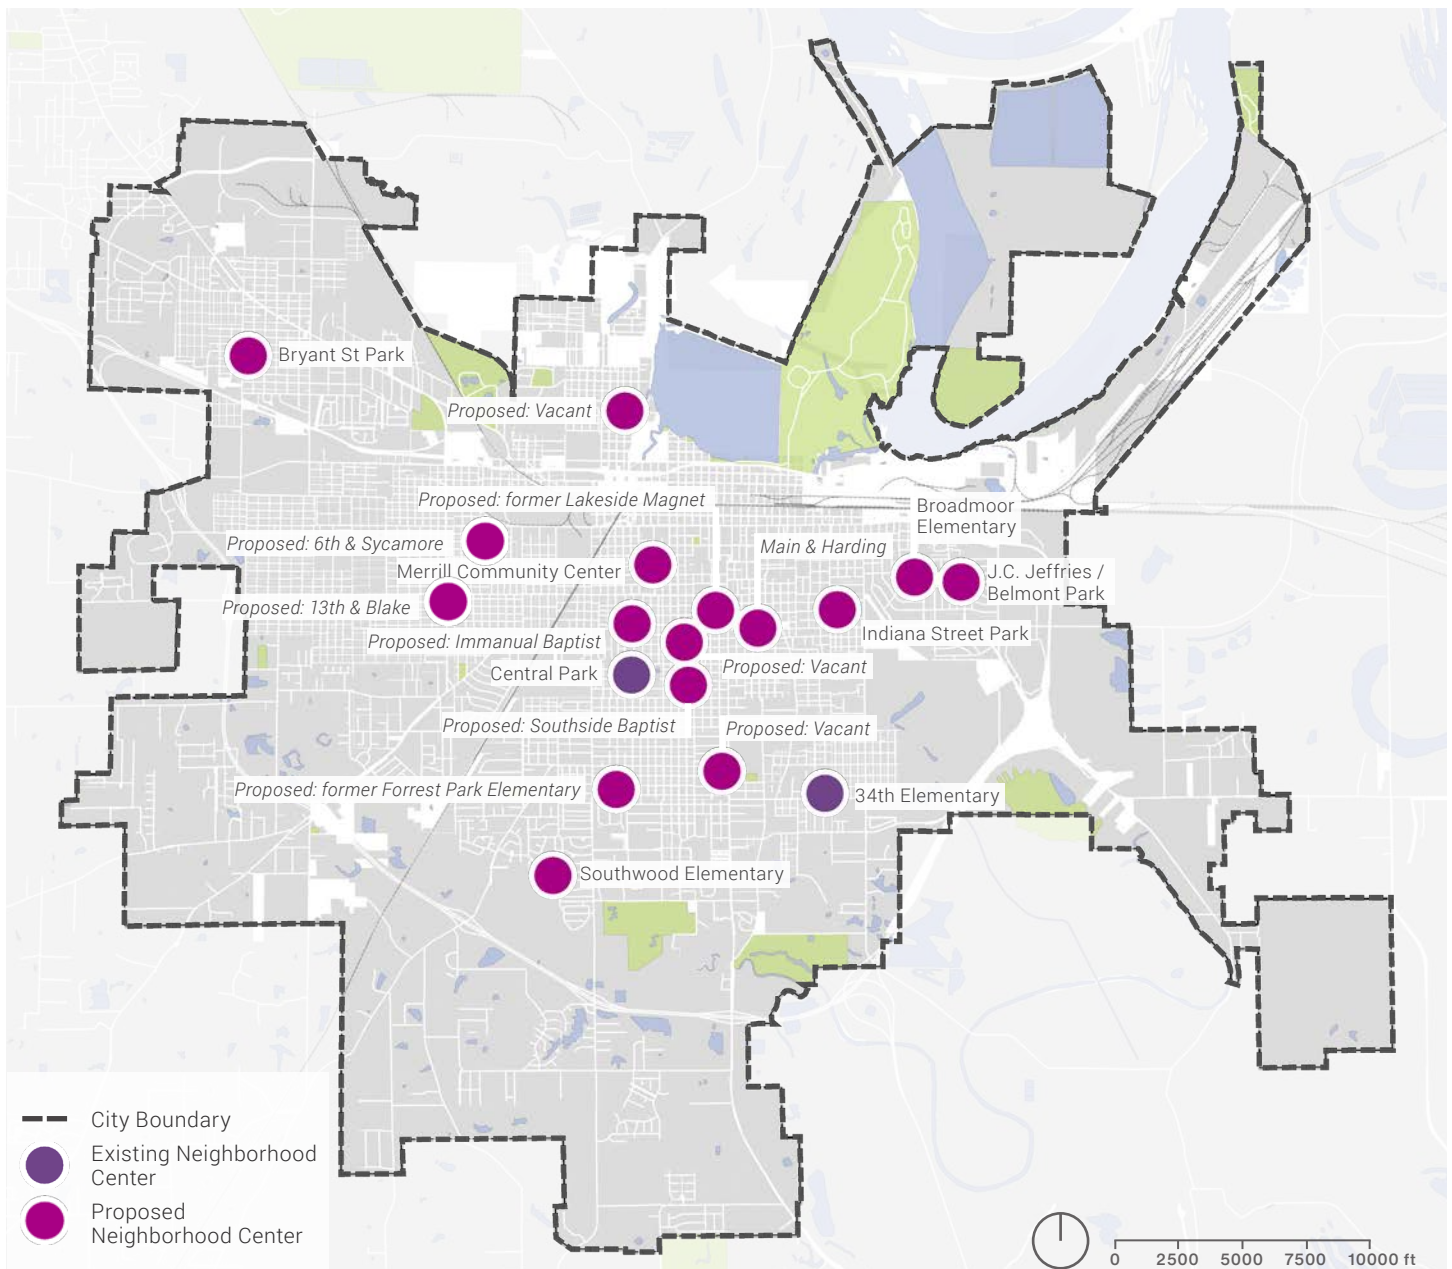 Bryant St Park
Proposed: Vacant
Proposed: former Lakeside Magnet
Broadmoor
Elementary
Proposed: 6th & Sycamore
Main & Harding
Merrill Community Center
J.C. Jeffries /
Belmont Park
Proposed: 13th & Blake
Indiana Street Park
Proposed: Immanual Baptist
Proposed: Vacant
Central Park
Proposed: Southside Baptist
Proposed: Vacant
Proposed: former Forrest Park Elementary
34th Elementary
Southwood Elementary
City Boundary
Existing Neighborhood
Center
Proposed
Neighborhood Center
0 2500 5000 7500 10000 ft